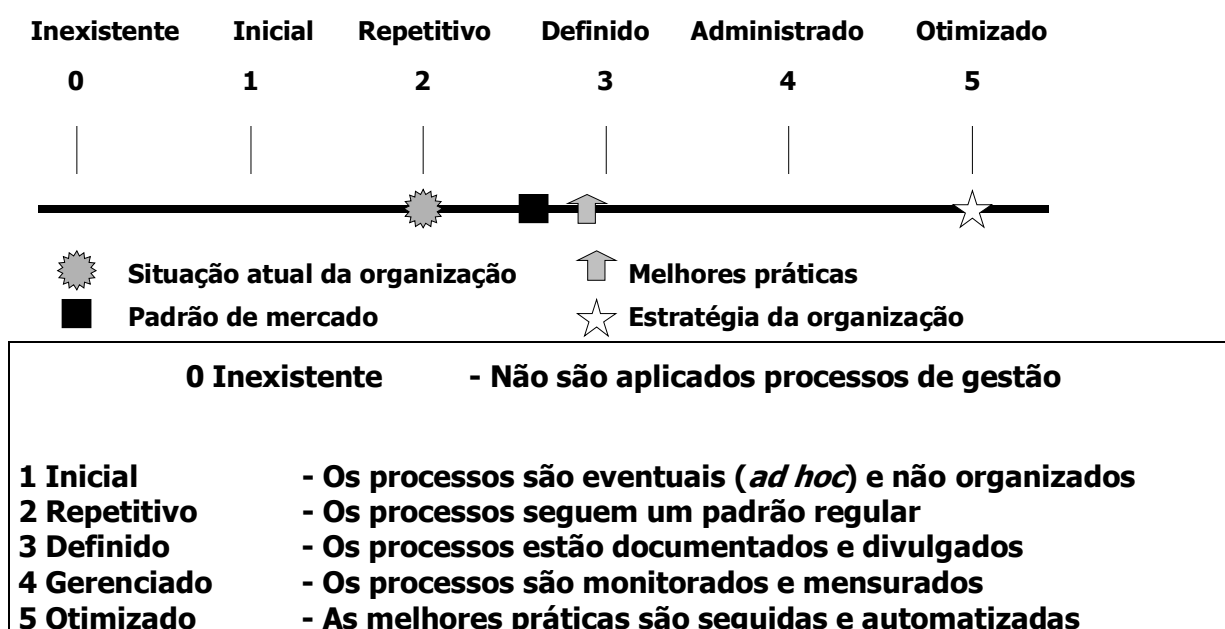 Inexistente Inicial Repetitivo Definido Administrado Otimizado
0 1 2 3 4 5
Situação atual da organização Melhores práticas
Padrão de mercado Estratégia da organização
0 Inexistente - Não são aplicados processos de gestão
1 Inicial - Os processos são eventuais (ad hoc) e não organizados
2 Repetitivo - Os processos seguem um padrão regular
3 Definido - Os processos estão documentados e divulgados
4 Gerenciado - Os processos são monitorados e mensurados
5 Otimizado - As melhores práticas são seguidas e automatizadas